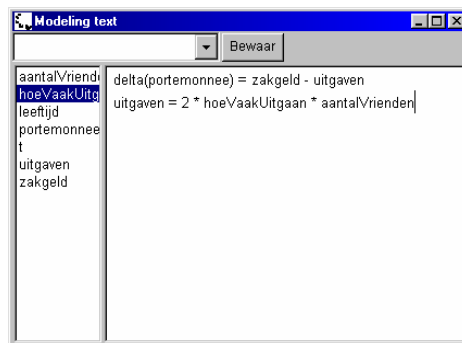 Modeling text
Bewaar
aantalVriend
hoeVaakUitg
leeftijd
portemonnee
t
uitgaven
zakgeld
delta(portemonnee) = zakgeld - uitgaven
uitgaven = 2 * hoeVaakUitgaan * aantalVrienden